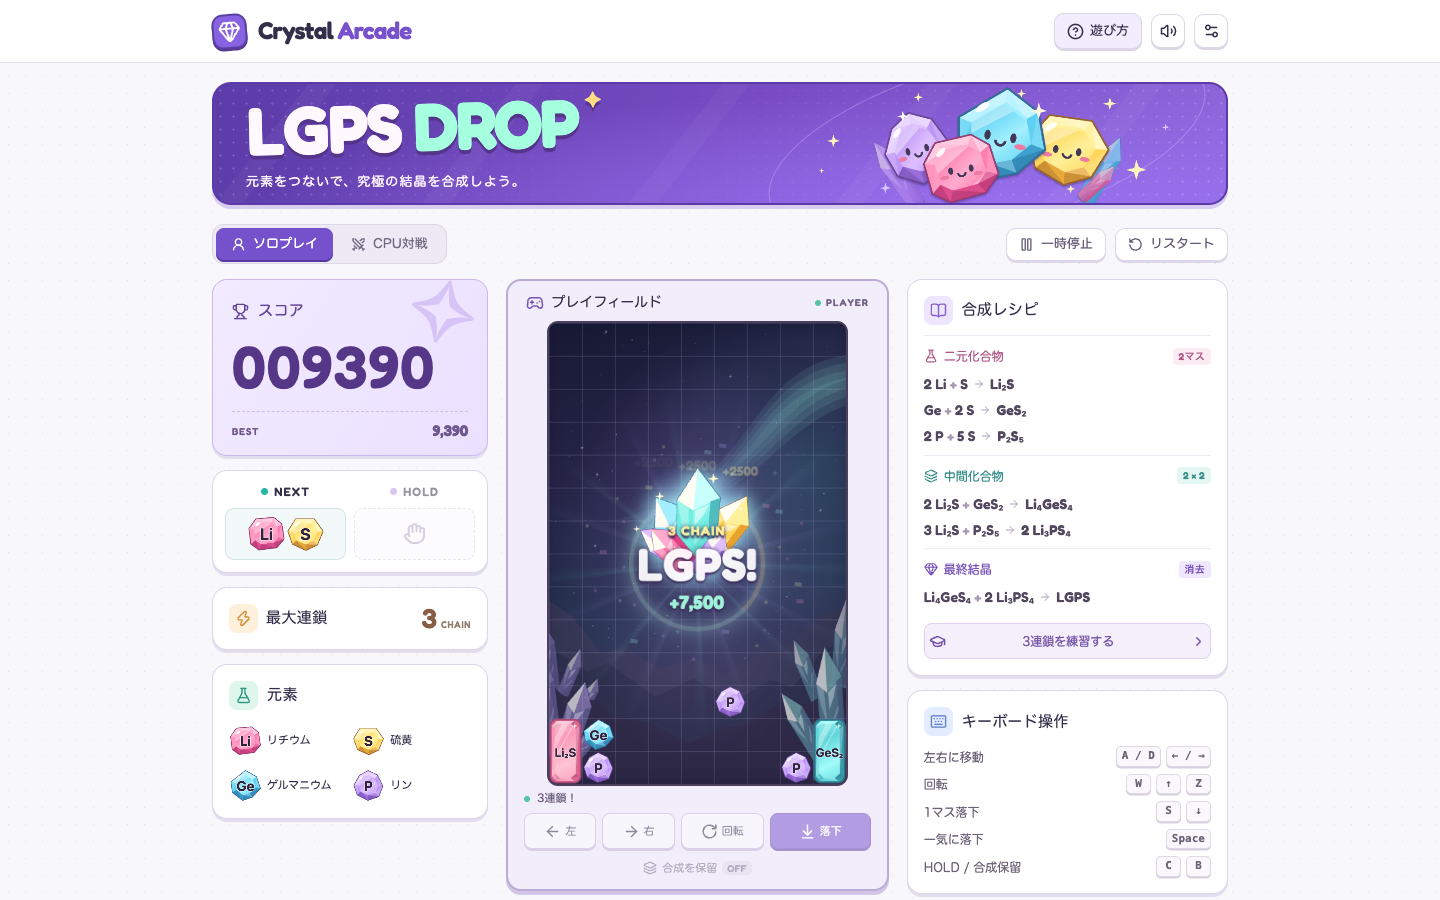 Crystal Arcade
遊び方
LGPS DROP
元素をつないで、究極の結晶を合成しよう。
ソロプレイ
CPU対戦
一時停止
リスタート
スコア
009390
BEST
9,390
NEXT
HOLD
Li
S
最大連鎖
3 CHAIN
元素
Li リチウム
S 硫黄
Ge ゲルマニウム
P リン
プレイフィールド
PLAYER
+2500
+2500
3 CHAIN
LGPS!
+7,500
P
Li₂S
Ge
P
P
GeS₂
3連鎖！
左
右
回転
落下
合成を保留 OFF
合成レシピ
二元化合物
2マス
2 Li + S → Li₂S
Ge + 2 S → GeS₂
2 P + 5 S → P₂S₅
中間化合物
2 × 2
2 Li₂S + GeS₂ → Li₄GeS₄
3 Li₂S + P₂S₅ → 2 Li₃PS₄
最終結晶
消去
Li₄GeS₄ + 2 Li₃PS₄ → LGPS
3連鎖を練習する
キーボード操作
左右に移動
A / D
← / →
回転
W
↑
Z
1マス落下
S
↓
一気に落下
Space
HOLD / 合成保留
C
B